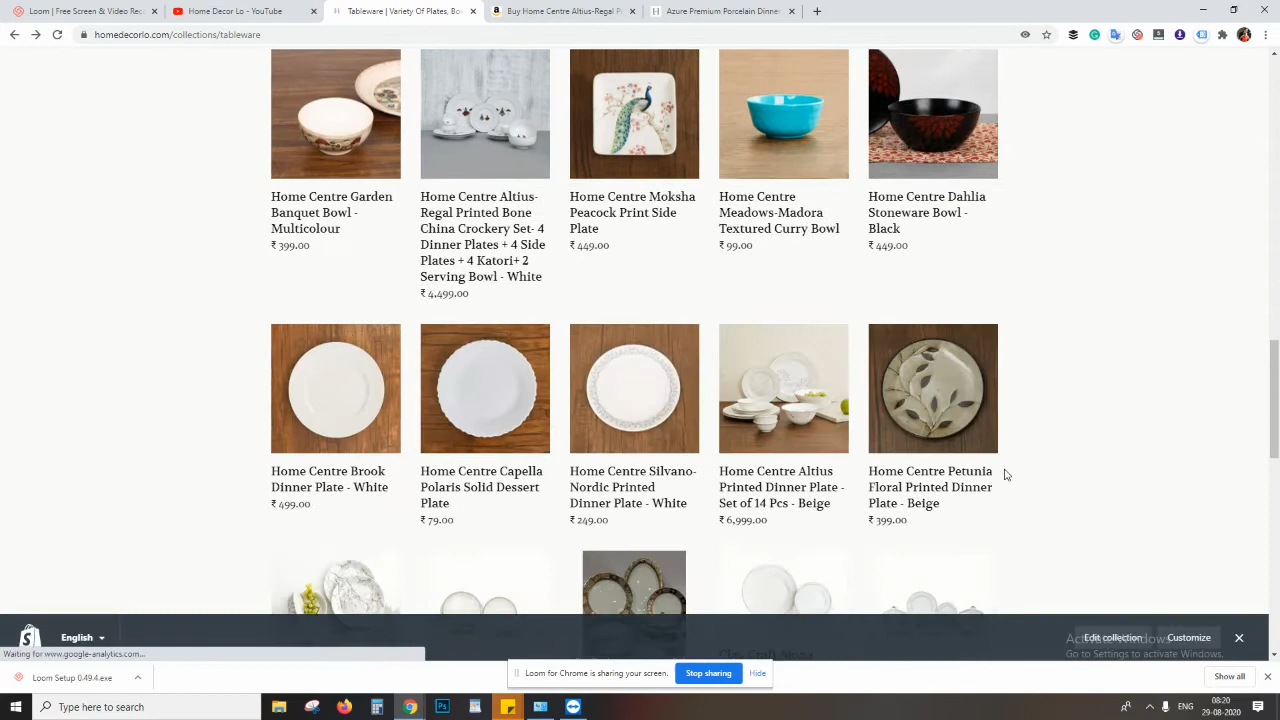 Loom | Free Screen & Video Rec
Home Decor Lo - YouTube
Tableware | Variety Of Plates, Bo
Buy Home Centre Altius-Regal P
Azure Premium Porcelain Dinner
homedecorlo.com/collections/tableware
Home Centre Garden
Banquet Bowl -
Multicolour
₹ 399.00
Home Centre Altius-
Regal Printed Bone
China Crockery Set- 4
Dinner Plates + 4 Side
Plates + 4 Katori+ 2
Serving Bowl - White
₹ 4,499.00
Home Centre Moksha
Peacock Print Side
Plate
₹ 449.00
Home Centre
Meadows-Madora
Textured Curry Bowl
₹ 99.00
Home Centre Dahlia
Stoneware Bowl -
Black
₹ 449.00
Home Centre Brook
Dinner Plate - White
₹ 499.00
Home Centre Capella
Polaris Solid Dessert
Plate
₹ 79.00
Home Centre Silvano-
Nordic Printed
Dinner Plate - White
₹ 249.00
Home Centre Altius
Printed Dinner Plate -
Set of 14 Pcs - Beige
₹ 6,999.00
Home Centre Petunia
Floral Printed Dinner
Plate - Beige
₹ 399.00
English
Edit collection
Customize
Activate Windows
Go to Settings to activate Windows.
Waiting for www.google-analytics.com...
Loom Setup 0.49.4.exe
Loom for Chrome is sharing your screen.
Stop sharing
Hide
Show all
Type here to search
ENG
08:20
29-08-2020